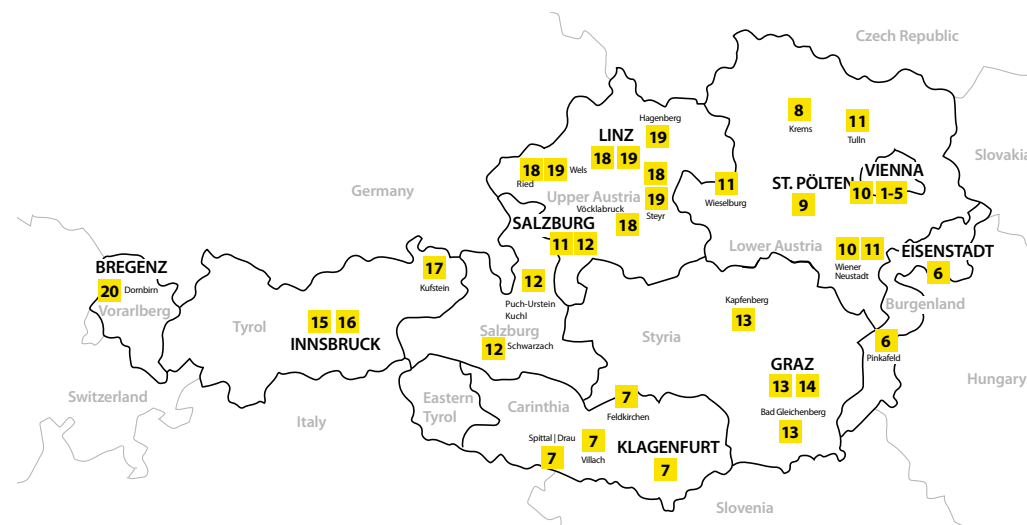 Czech Republic
8
Krems
11
Tulln
Slovakia
Hagenberg
19
LINZ
18 19
18 19 Wels
Ried
18
19
Steyr
Upper Austria
Vöcklabruck
18
11
Wieselburg
ST. PÖLTEN
9
VIENNA
10 1-5
Germany
SALZBURG
11 12
Lower Austria
10 11
Wiener
Neustadt
EISENSTADT
6
Burgenland
BREGENZ
20 Dombirn
Vorarlberg
17
Kufstein
12
Puch-Urstein
Kuchl
Salzburg
12 Schwarzach
Tyrol
15 16
INNSBRUCK
Kapfenberg
13
Styria
6
Pinkafeld
GRAZ
13 14
Bad Gleichenberg
13
Hungary
Switzerland
Italy
Eastern
Tyrol
Carinthia
7
Feldkirchen
Spittal | Drau
7
7
Villach
KLAGENFURT
7
Slovenia